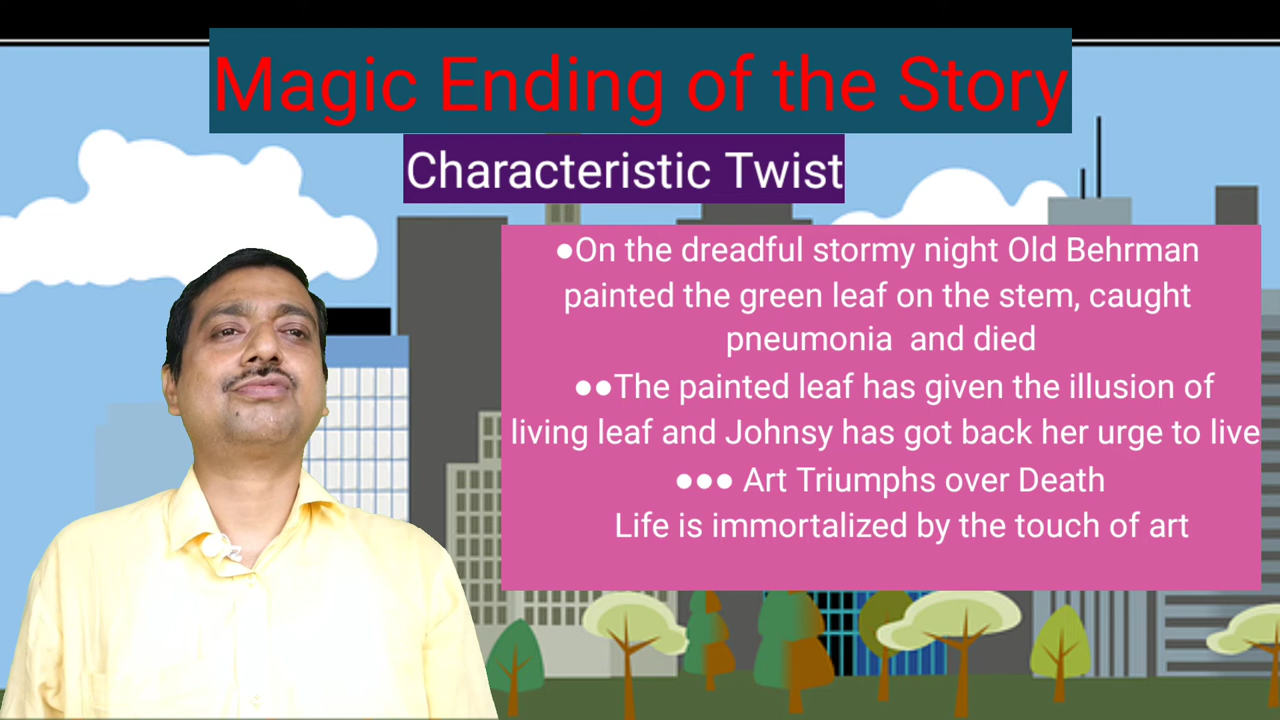 Magic Ending of the Story
Characteristic Twist
●On the dreadful stormy night Old Behrman
painted the green leaf on the stem, caught
pneumonia  and died
●●The painted leaf has given the illusion of
living leaf and Johnsy has got back her urge to live
●●● Art Triumphs over Death
Life is immortalized by the touch of art